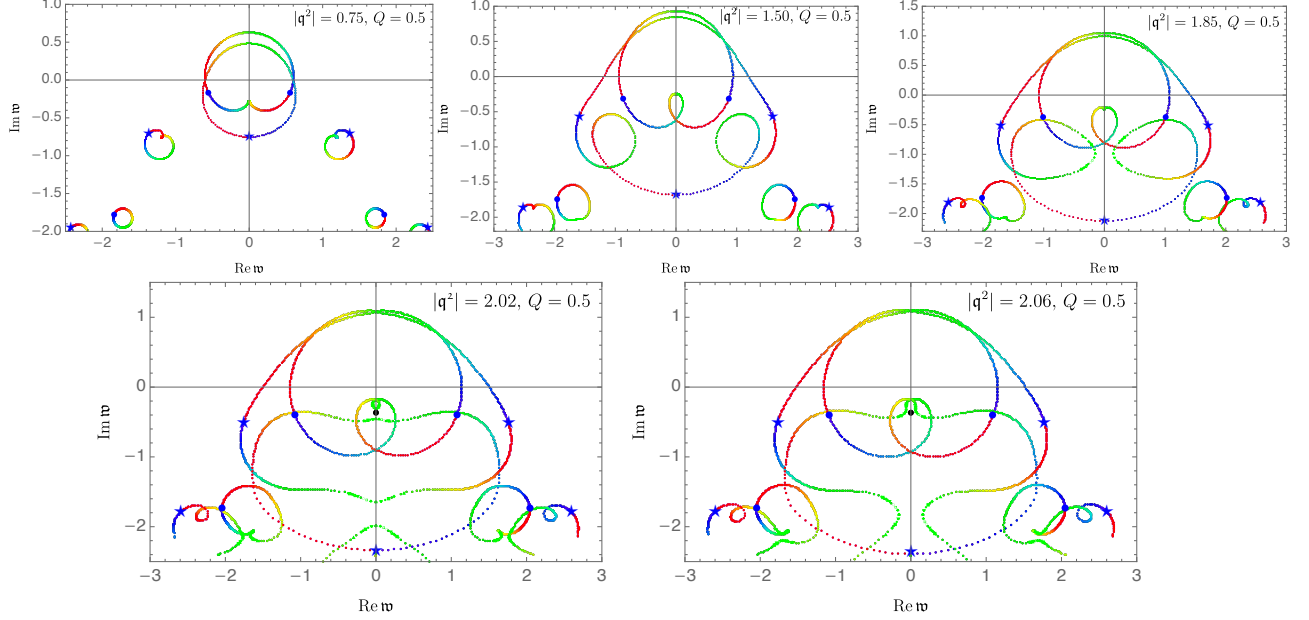 |𝔮²| = 0.75, Q = 0.5
1.0
0.5
0.0
−0.5
−1.0
−1.5
−2.0
Im 𝔴
−2 −1 0 1 2
Re 𝔴
|𝔮²| = 1.50, Q = 0.5
1.0
0.5
0.0
−0.5
−1.0
−1.5
−2.0
Im 𝔴
−3 −2 −1 0 1 2 3
Re 𝔴
|𝔮²| = 1.85, Q = 0.5
1.5
1.0
0.5
0.0
−0.5
−1.0
−1.5
−2.0
Im 𝔴
−3 −2 −1 0 1 2 3
Re 𝔴
|𝔮²| = 2.02, Q = 0.5
1
0
−1
−2
Im 𝔴
−3 −2 −1 0 1 2 3
Re 𝔴
|𝔮²| = 2.06, Q = 0.5
1
0
−1
−2
Im 𝔴
−3 −2 −1 0 1 2 3
Re 𝔴